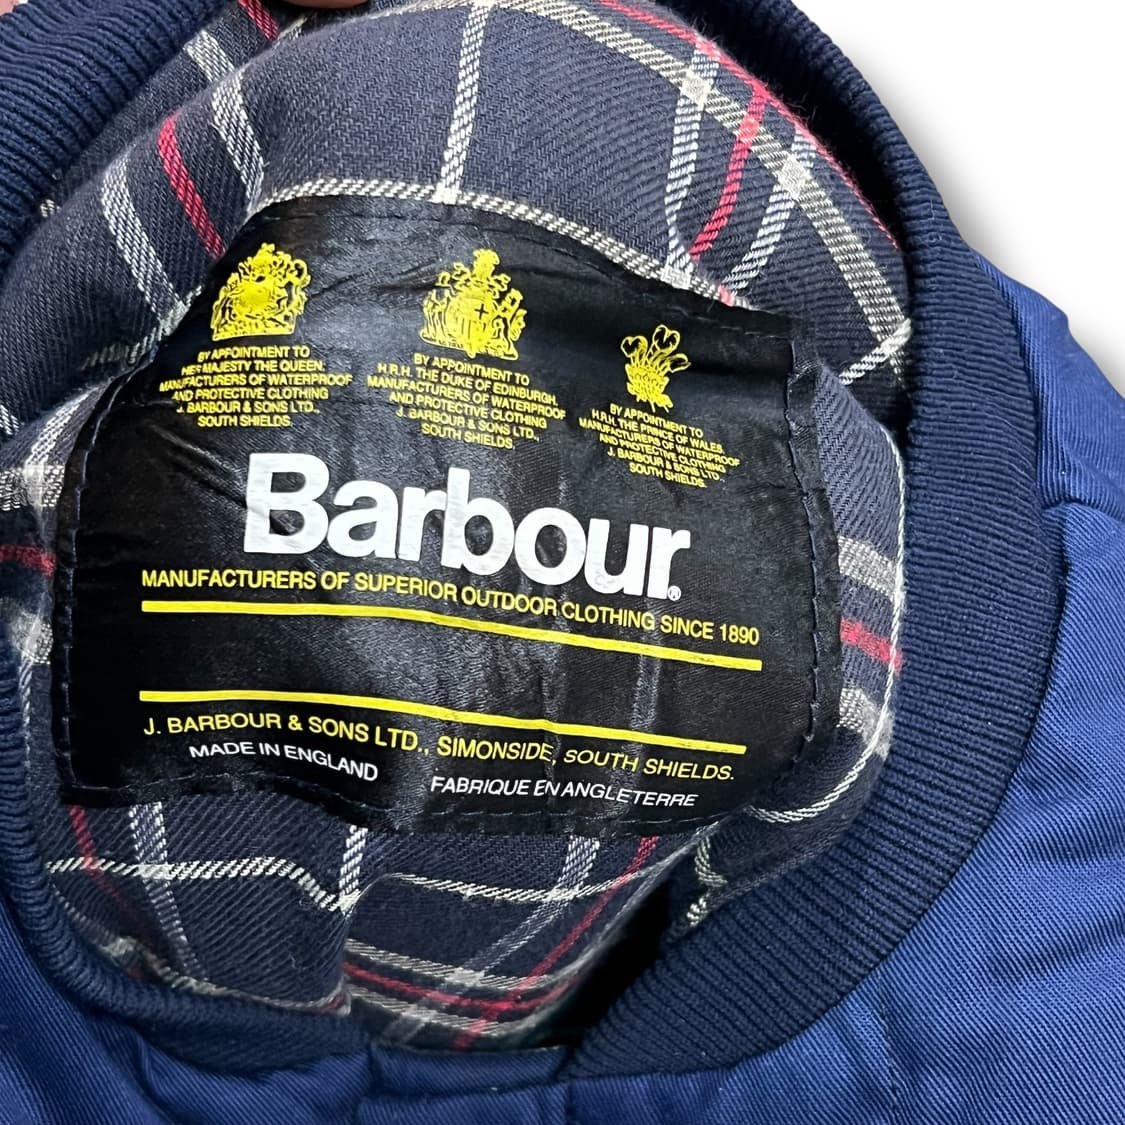 BY APPOINTMENT TO
HER MAJESTY THE QUEEN.
MANUFACTURERS OF WATERPROOF
AND PROTECTIVE CLOTHING
J. BARBOUR & SONS LTD.,
SOUTH SHIELDS.
BY APPOINTMENT TO
H.R.H. THE DUKE OF EDINBURGH.
MANUFACTURERS OF WATERPROOF
AND PROTECTIVE CLOTHING
J. BARBOUR & SONS LTD.,
SOUTH SHIELDS.
BY APPOINTMENT TO
H.R.H. THE PRINCE OF WALES.
MANUFACTURERS OF WATERPROOF
AND PROTECTIVE CLOTHING
J. BARBOUR & SONS LTD.,
SOUTH SHIELDS.
Barbour®
MANUFACTURERS OF SUPERIOR OUTDOOR CLOTHING SINCE 1890
J. BARBOUR & SONS LTD., SIMONSIDE, SOUTH SHIELDS.
MADE IN ENGLAND FABRIQUE EN ANGLETERRE